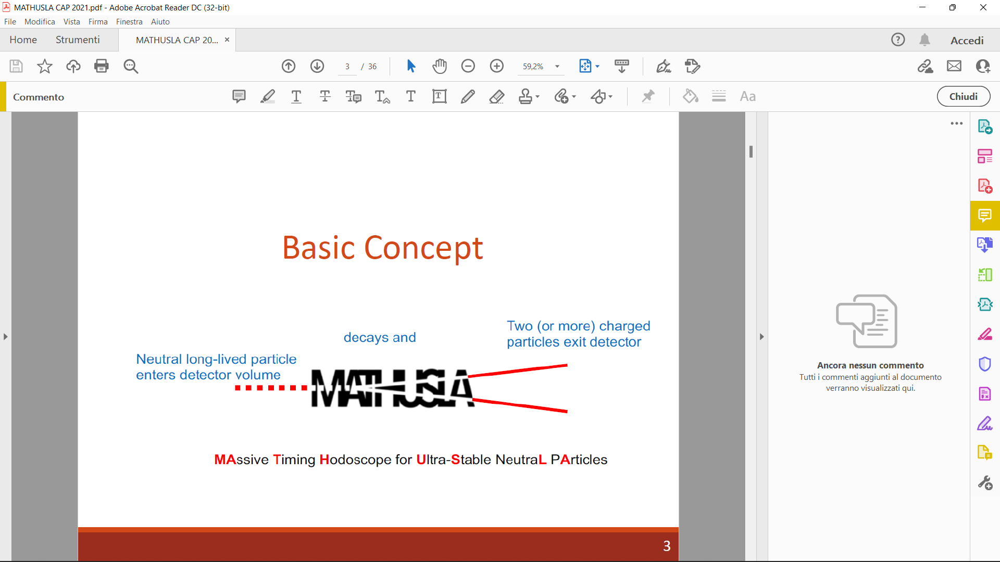 MATHUSLA CAP 2021.pdf - Adobe Acrobat Reader DC (32-bit)
File Modifica Vista Firma Finestra Aiuto
Home Strumenti MATHUSLA CAP 20... Accedi
3 / 36 59,2%
Commento Chiudi
Basic Concept
Two (or more) charged
particles exit detector
decays and
Neutral long-lived particle
enters detector volume
MATHUSLA
MAssive Timing Hodoscope for Ultra-Stable NeutraL PArticles
3
Ancora nessun commento
Tutti i commenti aggiunti al documento
verranno visualizzati qui.